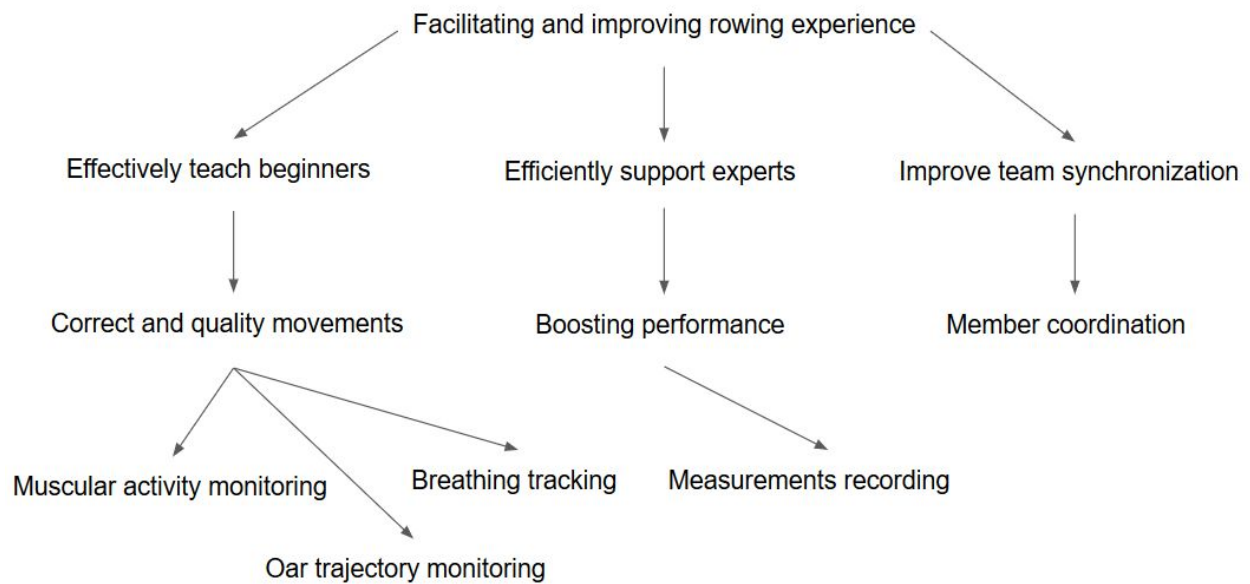 Facilitating and improving rowing experience
Effectively teach beginners
Efficiently support experts
Improve team synchronization
Correct and quality movements
Boosting performance
Member coordination
Muscular activity monitoring
Breathing tracking
Measurements recording
Oar trajectory monitoring